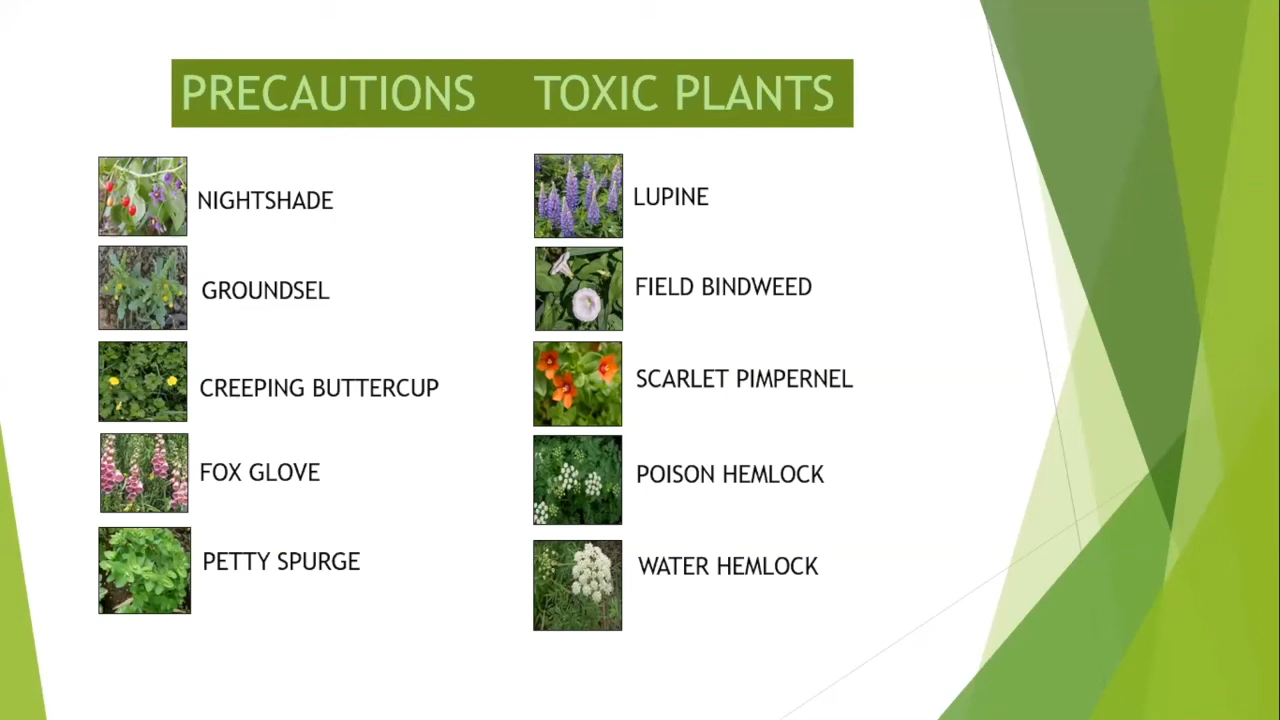 PRECAUTIONS TOXIC PLANTS
NIGHTSHADE
GROUNDSEL
CREEPING BUTTERCUP
FOX GLOVE
PETTY SPURGE
LUPINE
FIELD BINDWEED
SCARLET PIMPERNEL
POISON HEMLOCK
WATER HEMLOCK